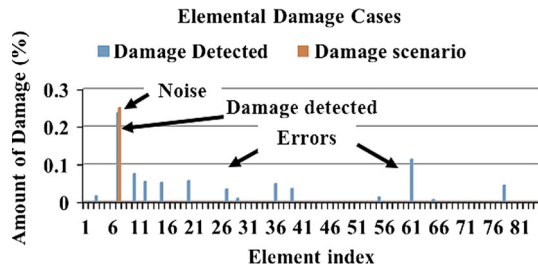 Elemental Damage Cases
Damage Detected Damage scenario
Amount of Damage (%)
0.3
0.2
0.1
0
Noise
Damage detected
Errors
1 6 11 16 21 26 31 36 41 46 51 56 61 66 71 76 81
Element index